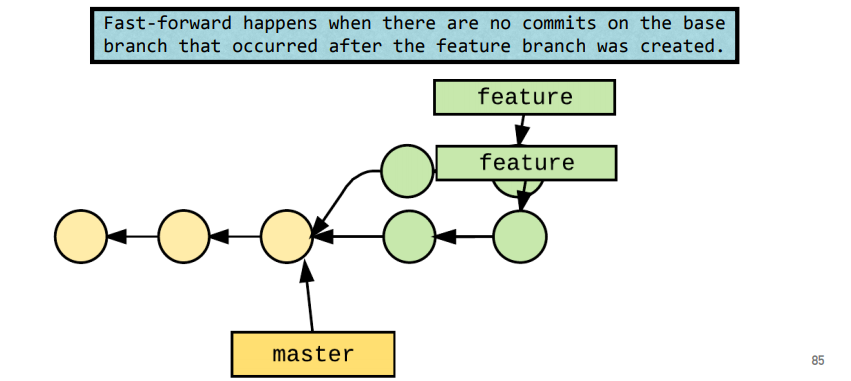 Fast-forward happens when there are no commits on the base
branch that occurred after the feature branch was created.
feature
feature
master
85